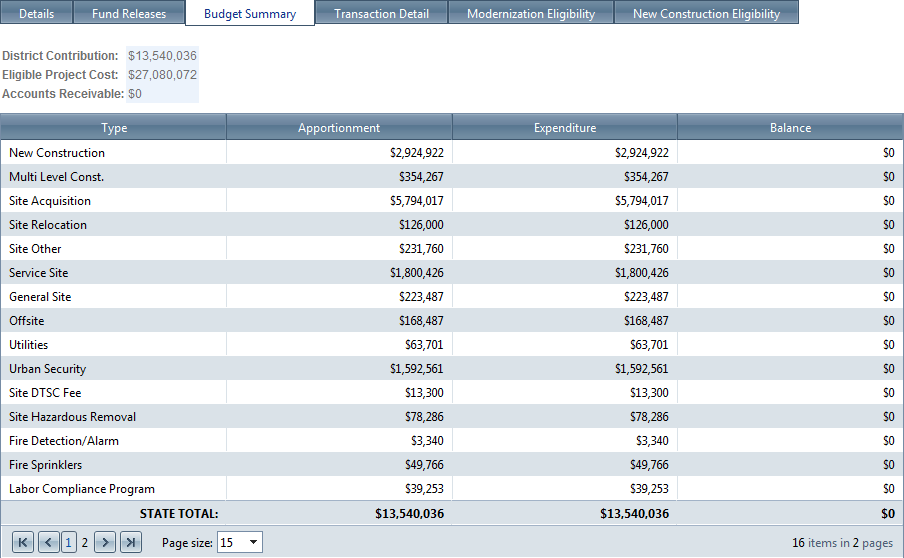 Details Fund Releases Budget Summary Transaction Detail Modernization Eligibility New Construction Eligibility
District Contribution: $13,540,036
Eligible Project Cost: $27,080,072
Accounts Receivable: $0
Type Apportionment Expenditure Balance
New Construction $2,924,922 $2,924,922 $0
Multi Level Const. $354,267 $354,267 $0
Site Acquisition $5,794,017 $5,794,017 $0
Site Relocation $126,000 $126,000 $0
Site Other $231,760 $231,760 $0
Service Site $1,800,426 $1,800,426 $0
General Site $223,487 $223,487 $0
Offsite $168,487 $168,487 $0
Utilities $63,701 $63,701 $0
Urban Security $1,592,561 $1,592,561 $0
Site DTSC Fee $13,300 $13,300 $0
Site Hazardous Removal $78,286 $78,286 $0
Fire Detection/Alarm $3,340 $3,340 $0
Fire Sprinklers $49,766 $49,766 $0
Labor Compliance Program $39,253 $39,253 $0
STATE TOTAL: $13,540,036 $13,540,036 $0
1 2 Page size: 15 16 items in 2 pages